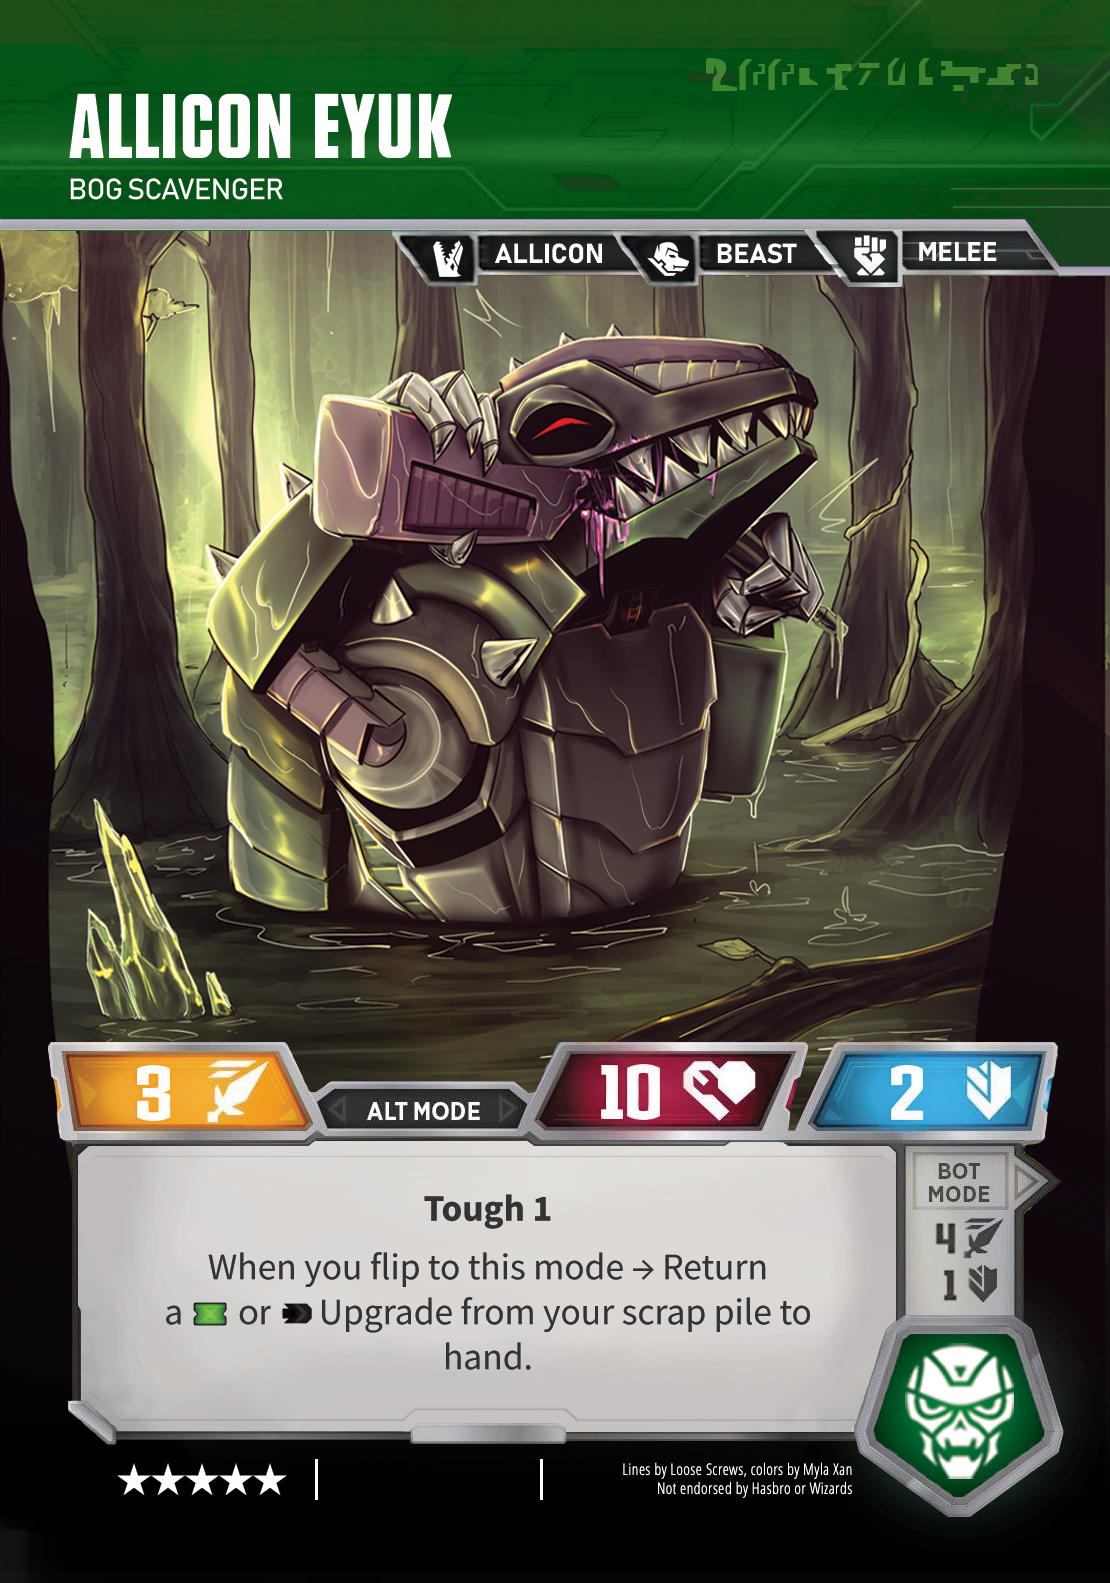 ALLICON EYUK
BOG SCAVENGER
ALLICON BEAST MELEE
3 ALT MODE 10 2
Tough 1
When you flip to this mode → Return
a or Upgrade from your scrap pile to
hand.
BOT
MODE
4
1
Lines by Loose Screws, colors by Myla Xan
Not endorsed by Hasbro or Wizards